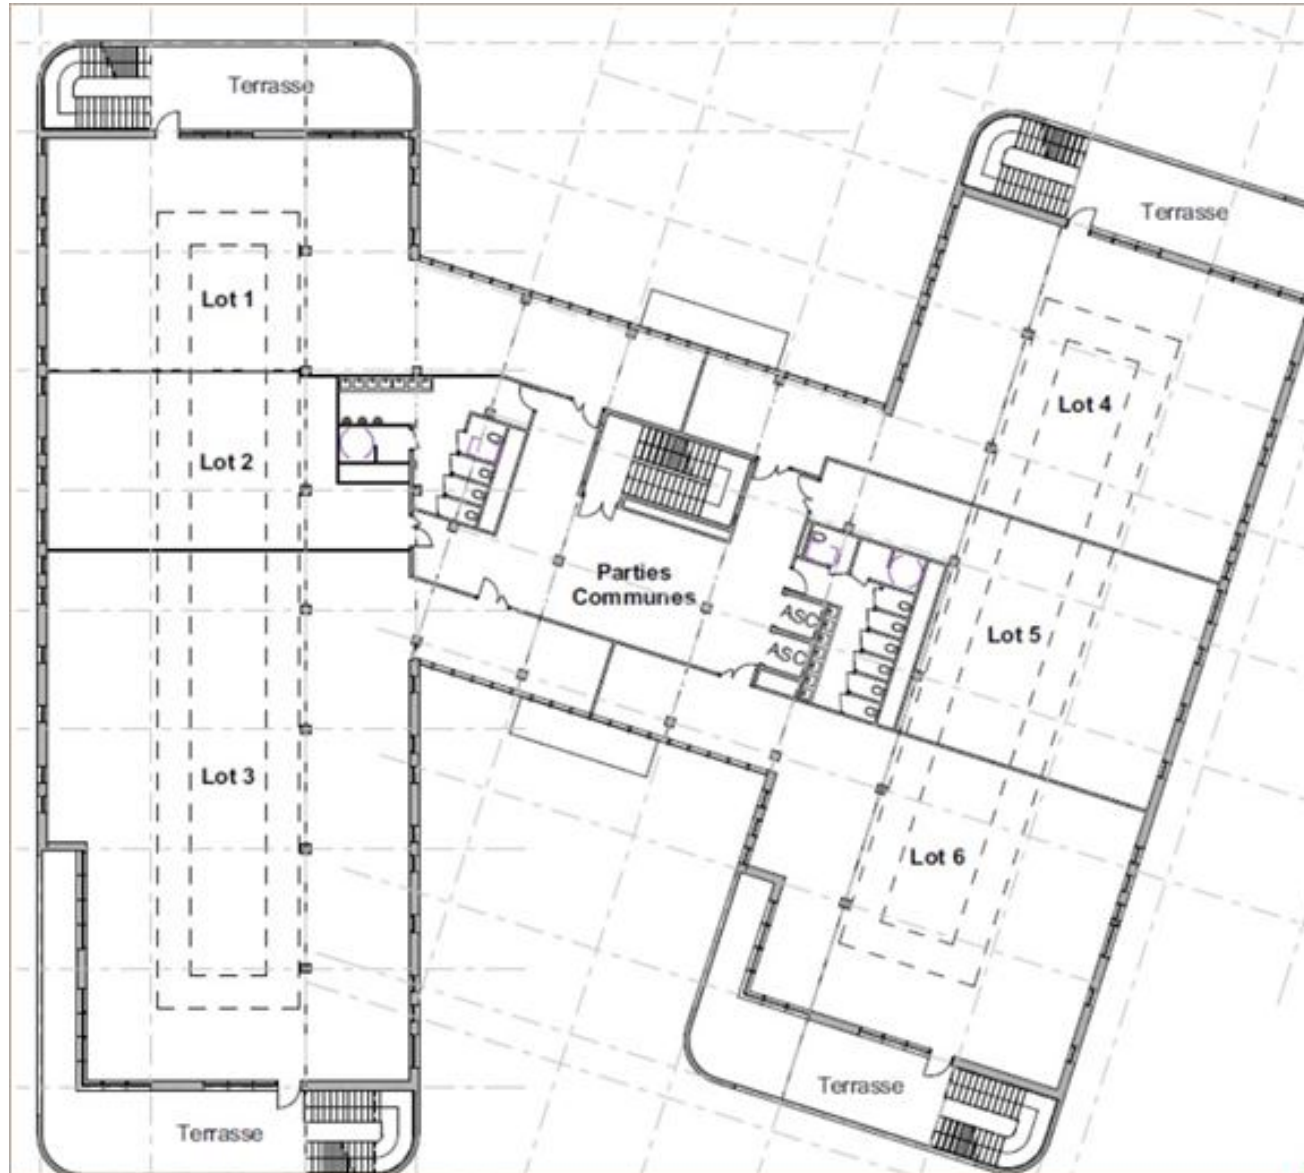 Terrasse
Terrasse
Lot 1
Lot 4
Lot 2
Parties
Communes
ASC
Lot 5
ASC
Lot 3
Lot 6
Terrasse
Terrasse